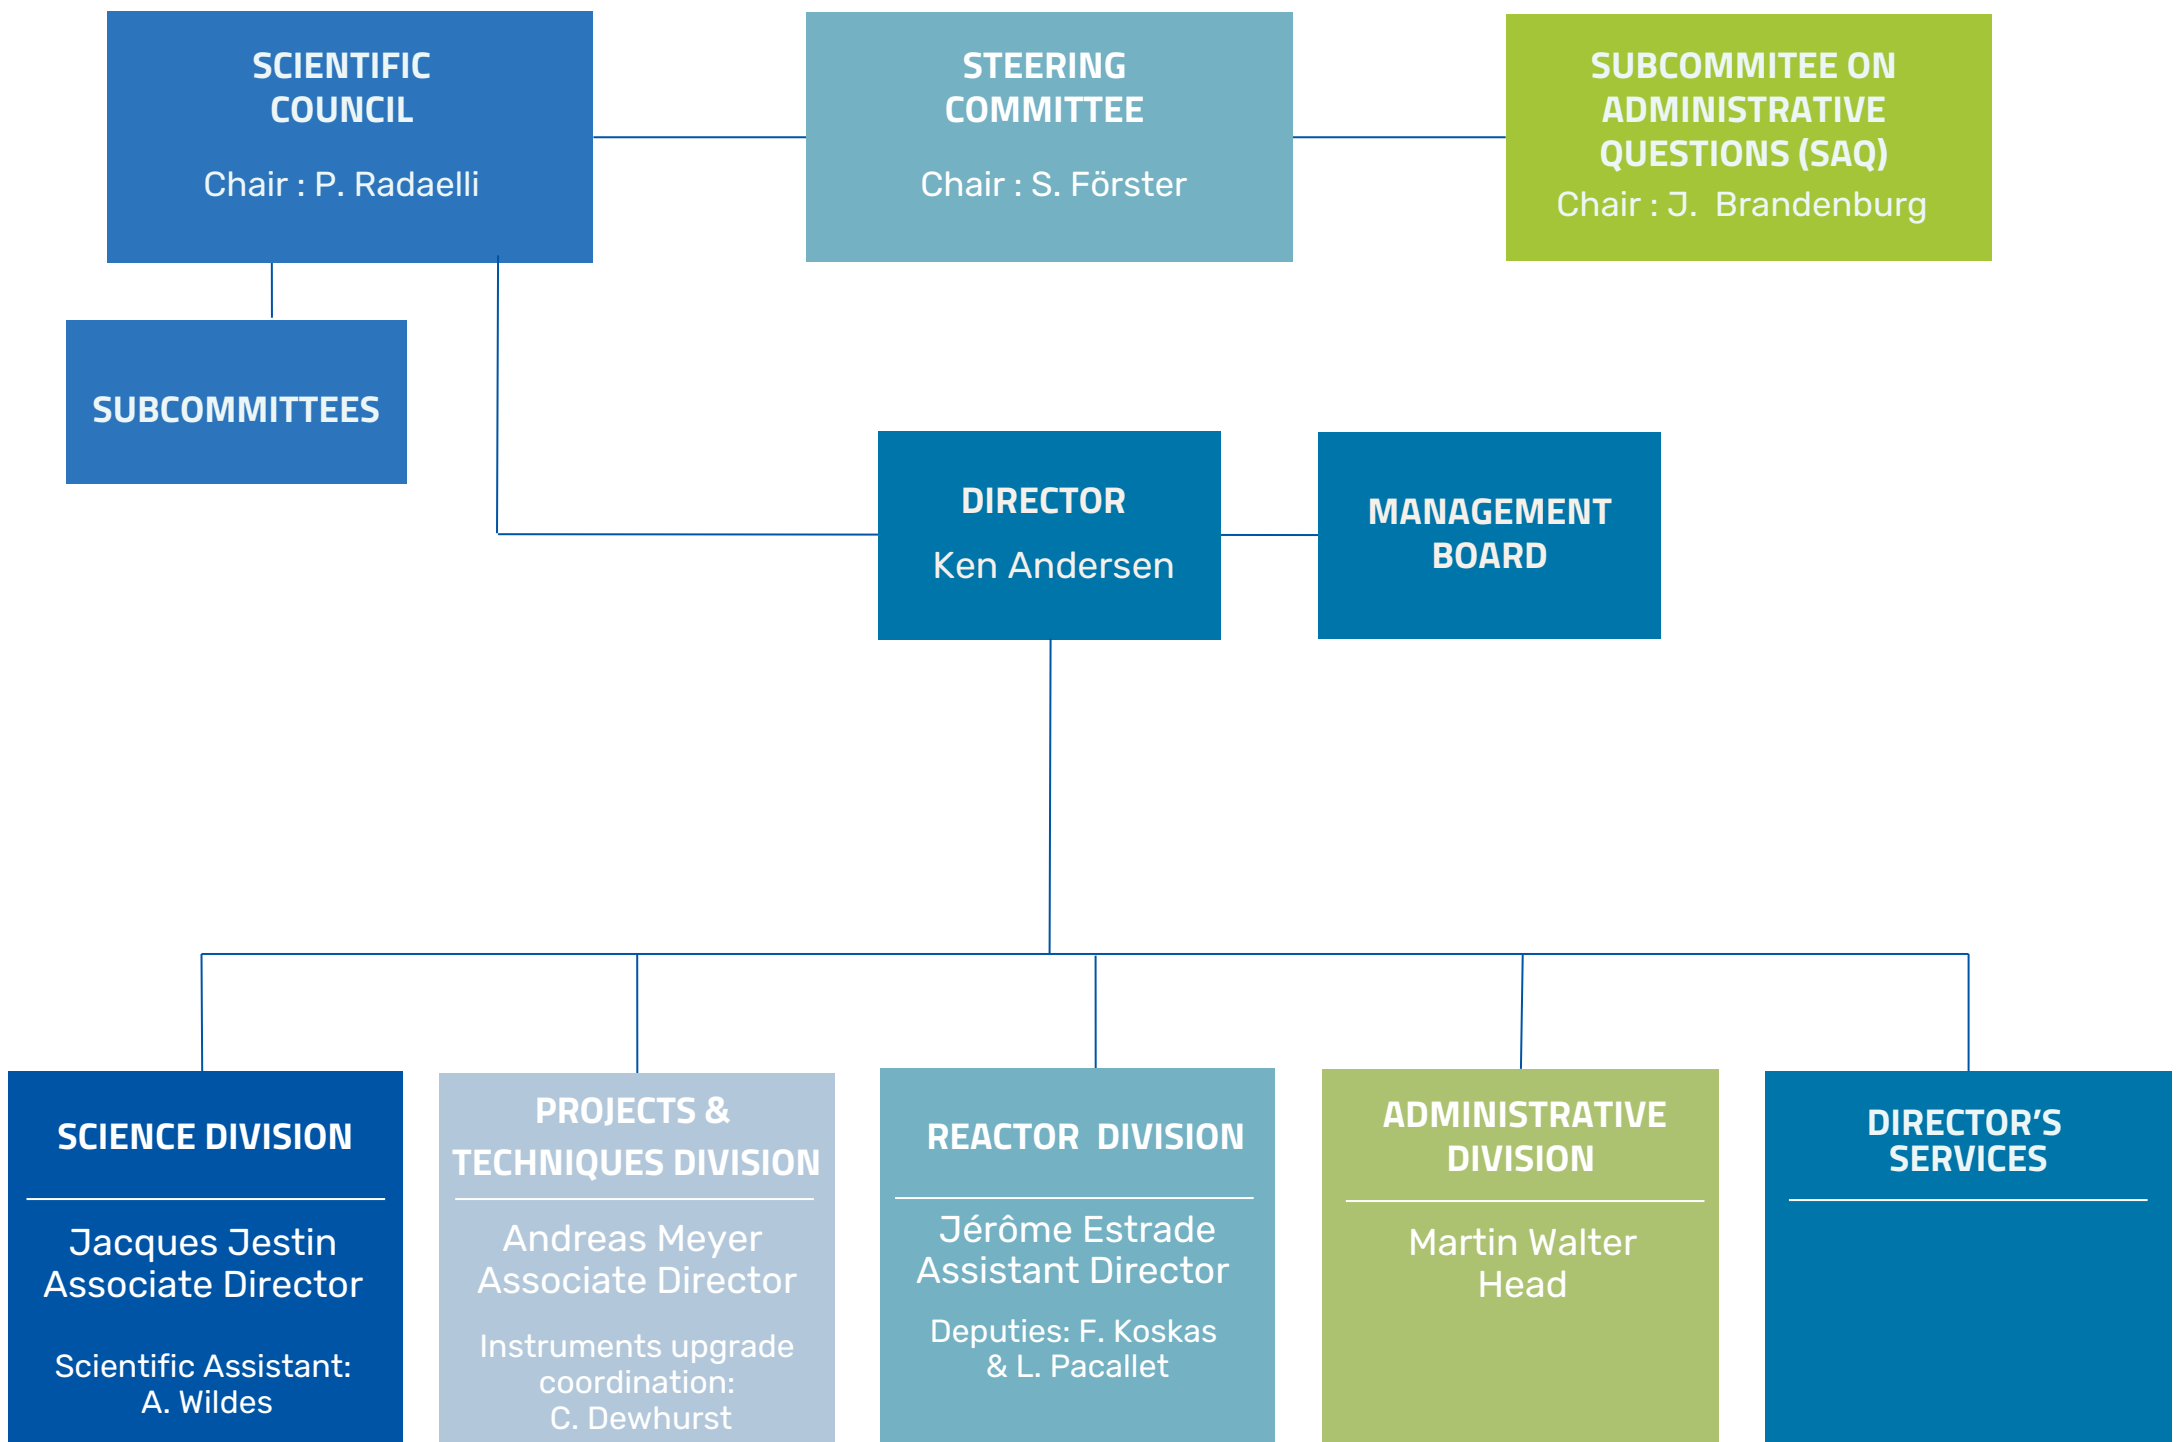 SCIENTIFIC
COUNCIL
Chair : P. Radaelli
STEERING
COMMITTEE
Chair : S. Förster
SUBCOMMITEE ON
ADMINISTRATIVE
QUESTIONS (SAQ)
Chair : J. Brandenburg
SUBCOMMITTEES
DIRECTOR
Ken Andersen
MANAGEMENT
BOARD
SCIENCE DIVISION
Jacques Jestin
Associate Director
Scientific Assistant:
A. Wildes
PROJECTS &
TECHNIQUES DIVISION
Andreas Meyer
Associate Director
Instruments upgrade
coordination:
C. Dewhurst
REACTOR DIVISION
Jérôme Estrade
Assistant Director
Deputies: F. Koskas
& L. Pacallet
ADMINISTRATIVE
DIVISION
Martin Walter
Head
DIRECTOR'S
SERVICES